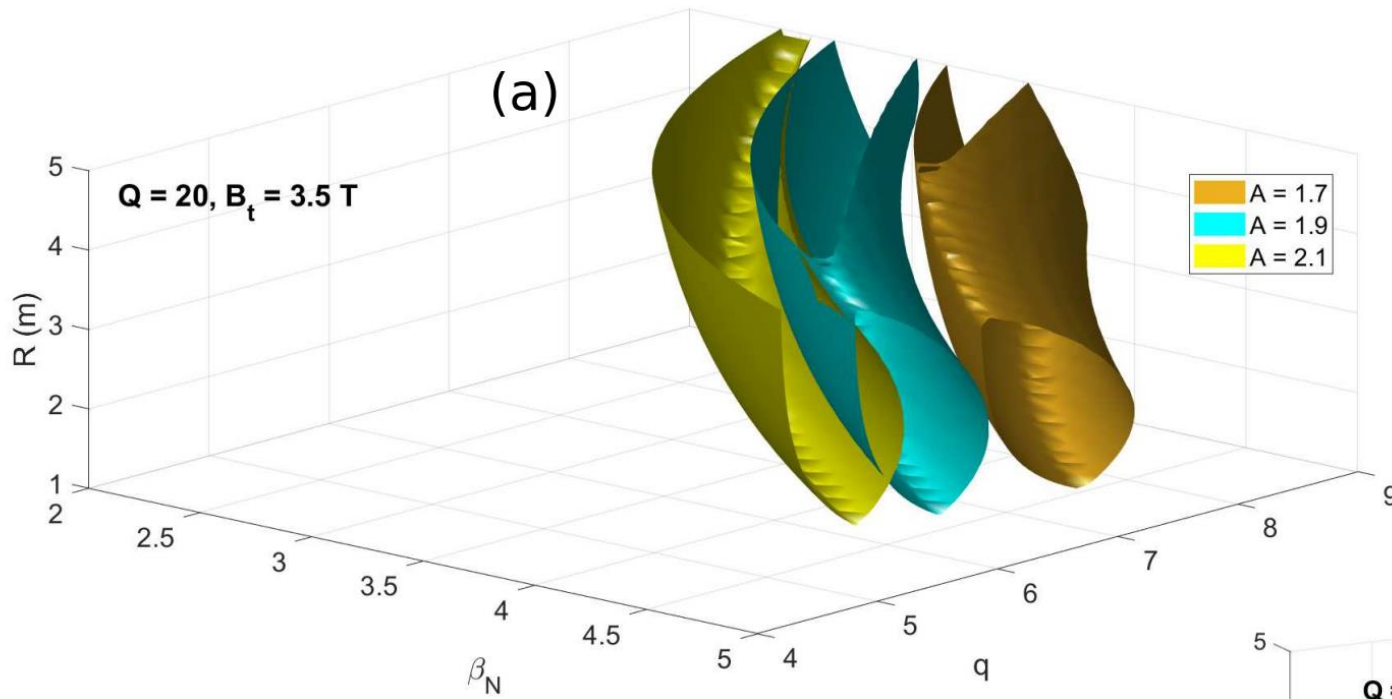 (a)
Q = 20, B_t = 3.5 T
A = 1.7
A = 1.9
A = 2.1
5
4
3
2
1
R (m)
2
2.5
3
3.5
4
4.5
5
β_N
4
5
6
7
8
9
q
5
Q